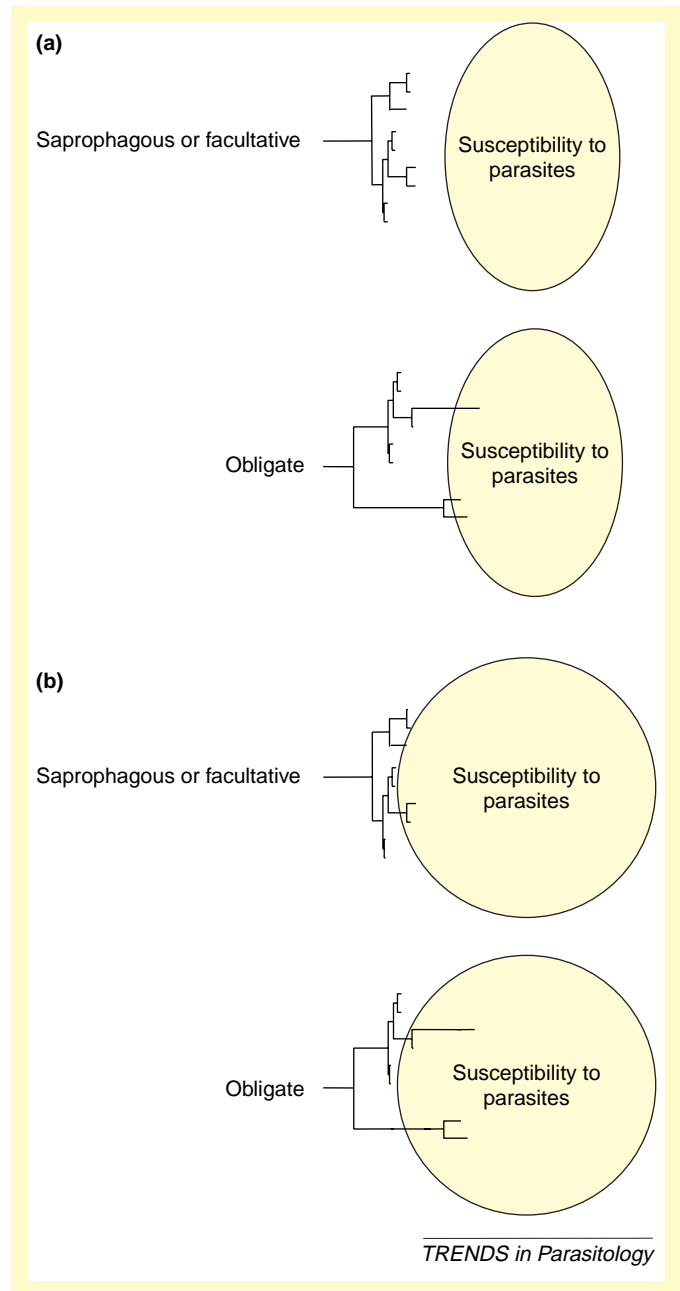 (a)
Saprophagous or facultative
Susceptibility to
parasites
Obligate
Susceptibility to
parasites
(b)
Saprophagous or facultative
Susceptibility to
parasites
Obligate
Susceptibility to
parasites
TRENDS in Parasitology